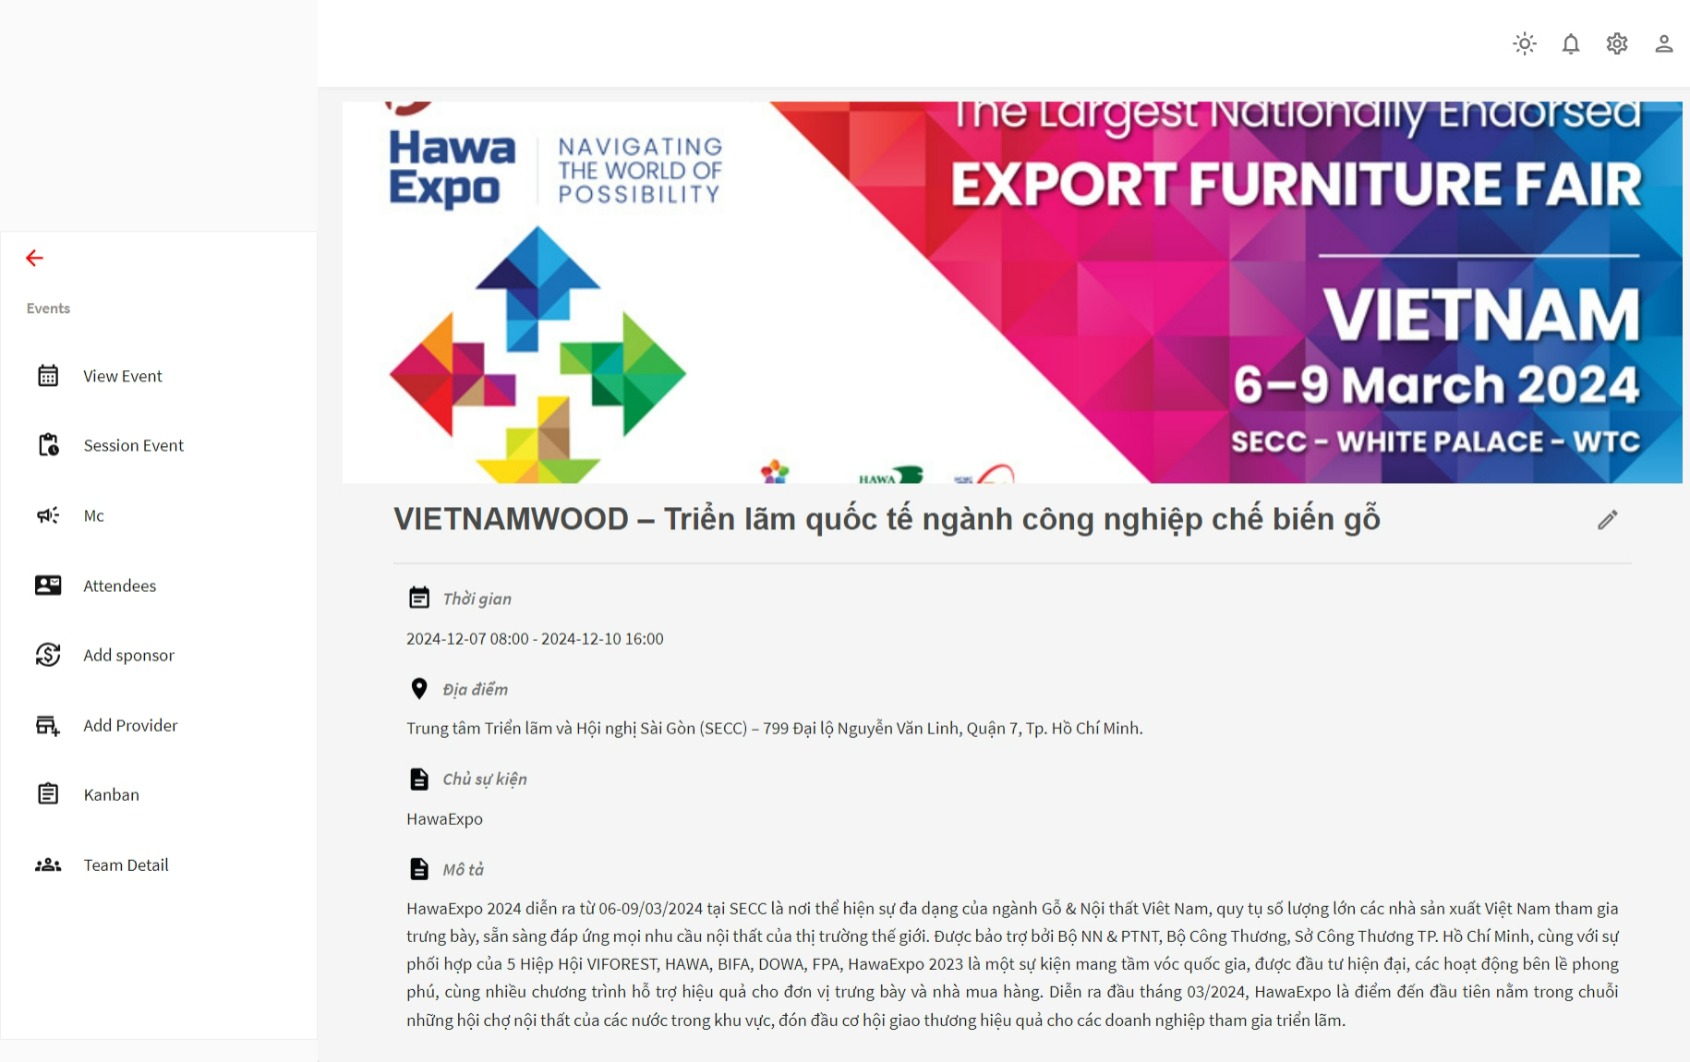 The Largest Nationally Endorsed
Hawa
Expo
NAVIGATING
THE WORLD OF
POSSIBILITY
EXPORT FURNITURE FAIR
VIETNAM
6–9 March 2024
SECC - WHITE PALACE - WTC
HAWA
Events
View Event
Session Event
Mc
Attendees
Add sponsor
Add Provider
Kanban
Team Detail
VIETNAMWOOD – Triển lãm quốc tế ngành công nghiệp chế biến gỗ
Thời gian
2024-12-07 08:00 - 2024-12-10 16:00
Địa điểm
Trung tâm Triển lãm và Hội nghị Sài Gòn (SECC) – 799 Đại lộ Nguyễn Văn Linh, Quận 7, Tp. Hồ Chí Minh.
Chủ sự kiện
HawaExpo
Mô tả
HawaExpo 2024 diễn ra từ 06-09/03/2024 tại SECC là nơi thể hiện sự đa dạng của ngành Gỗ & Nội thất Viêt Nam, quy tụ số lượng lớn các nhà sản xuất Việt Nam tham gia
trưng bày, sẵn sàng đáp ứng mọi nhu cầu nội thất của thị trường thế giới. Được bảo trợ bởi Bộ NN & PTNT, Bộ Công Thương, Sở Công Thương TP. Hồ Chí Minh, cùng với sự
phối hợp của 5 Hiệp Hội VIFOREST, HAWA, BIFA, DOWA, FPA, HawaExpo 2023 là một sự kiện mang tầm vóc quốc gia, được đầu tư hiện đại, các hoạt động bên lề phong
phú, cùng nhiều chương trình hỗ trợ hiệu quả cho đơn vị trưng bày và nhà mua hàng. Diễn ra đầu tháng 03/2024, HawaExpo là điểm đến đầu tiên nằm trong chuỗi
những hội chợ nội thất của các nước trong khu vực, đón đầu cơ hội giao thương hiệu quả cho các doanh nghiệp tham gia triển lãm.